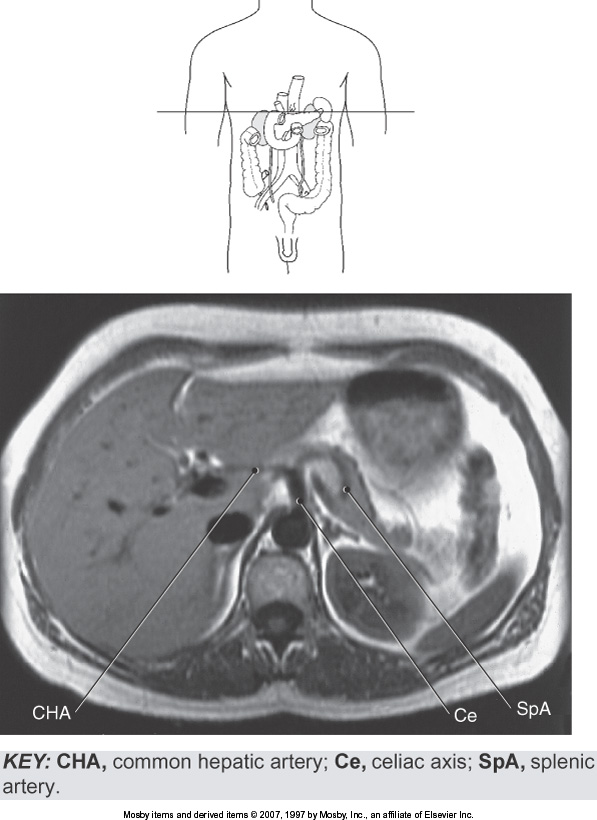 CHA
Ce
SpA
KEY: CHA, common hepatic artery; Ce, celiac axis; SpA, splenic
artery.
Mosby items and derived items © 2007, 1997 by Mosby, Inc., an affiliate of Elsevier Inc.